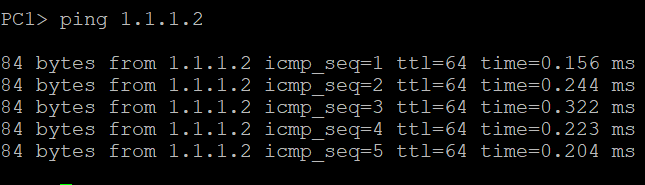 PC1> ping 1.1.1.2
84 bytes from 1.1.1.2 icmp_seq=1 ttl=64 time=0.156 ms
84 bytes from 1.1.1.2 icmp_seq=2 ttl=64 time=0.244 ms
84 bytes from 1.1.1.2 icmp_seq=3 ttl=64 time=0.322 ms
84 bytes from 1.1.1.2 icmp_seq=4 ttl=64 time=0.223 ms
84 bytes from 1.1.1.2 icmp_seq=5 ttl=64 time=0.204 ms